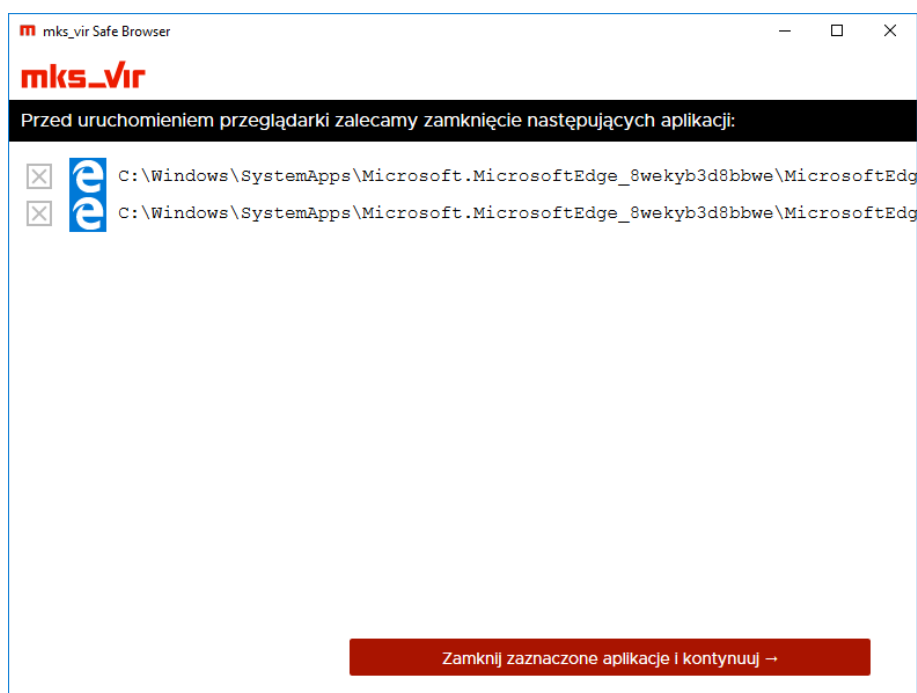 mks_vir Safe Browser
mks_vir
Przed uruchomieniem przeglądarki zalecamy zamknięcie następujących aplikacji:
C:\Windows\SystemApps\Microsoft.MicrosoftEdge_8wekyb3d8bbwe\MicrosoftEdg
C:\Windows\SystemApps\Microsoft.MicrosoftEdge_8wekyb3d8bbwe\MicrosoftEdg
Zamknij zaznaczone aplikacje i kontynuuj →